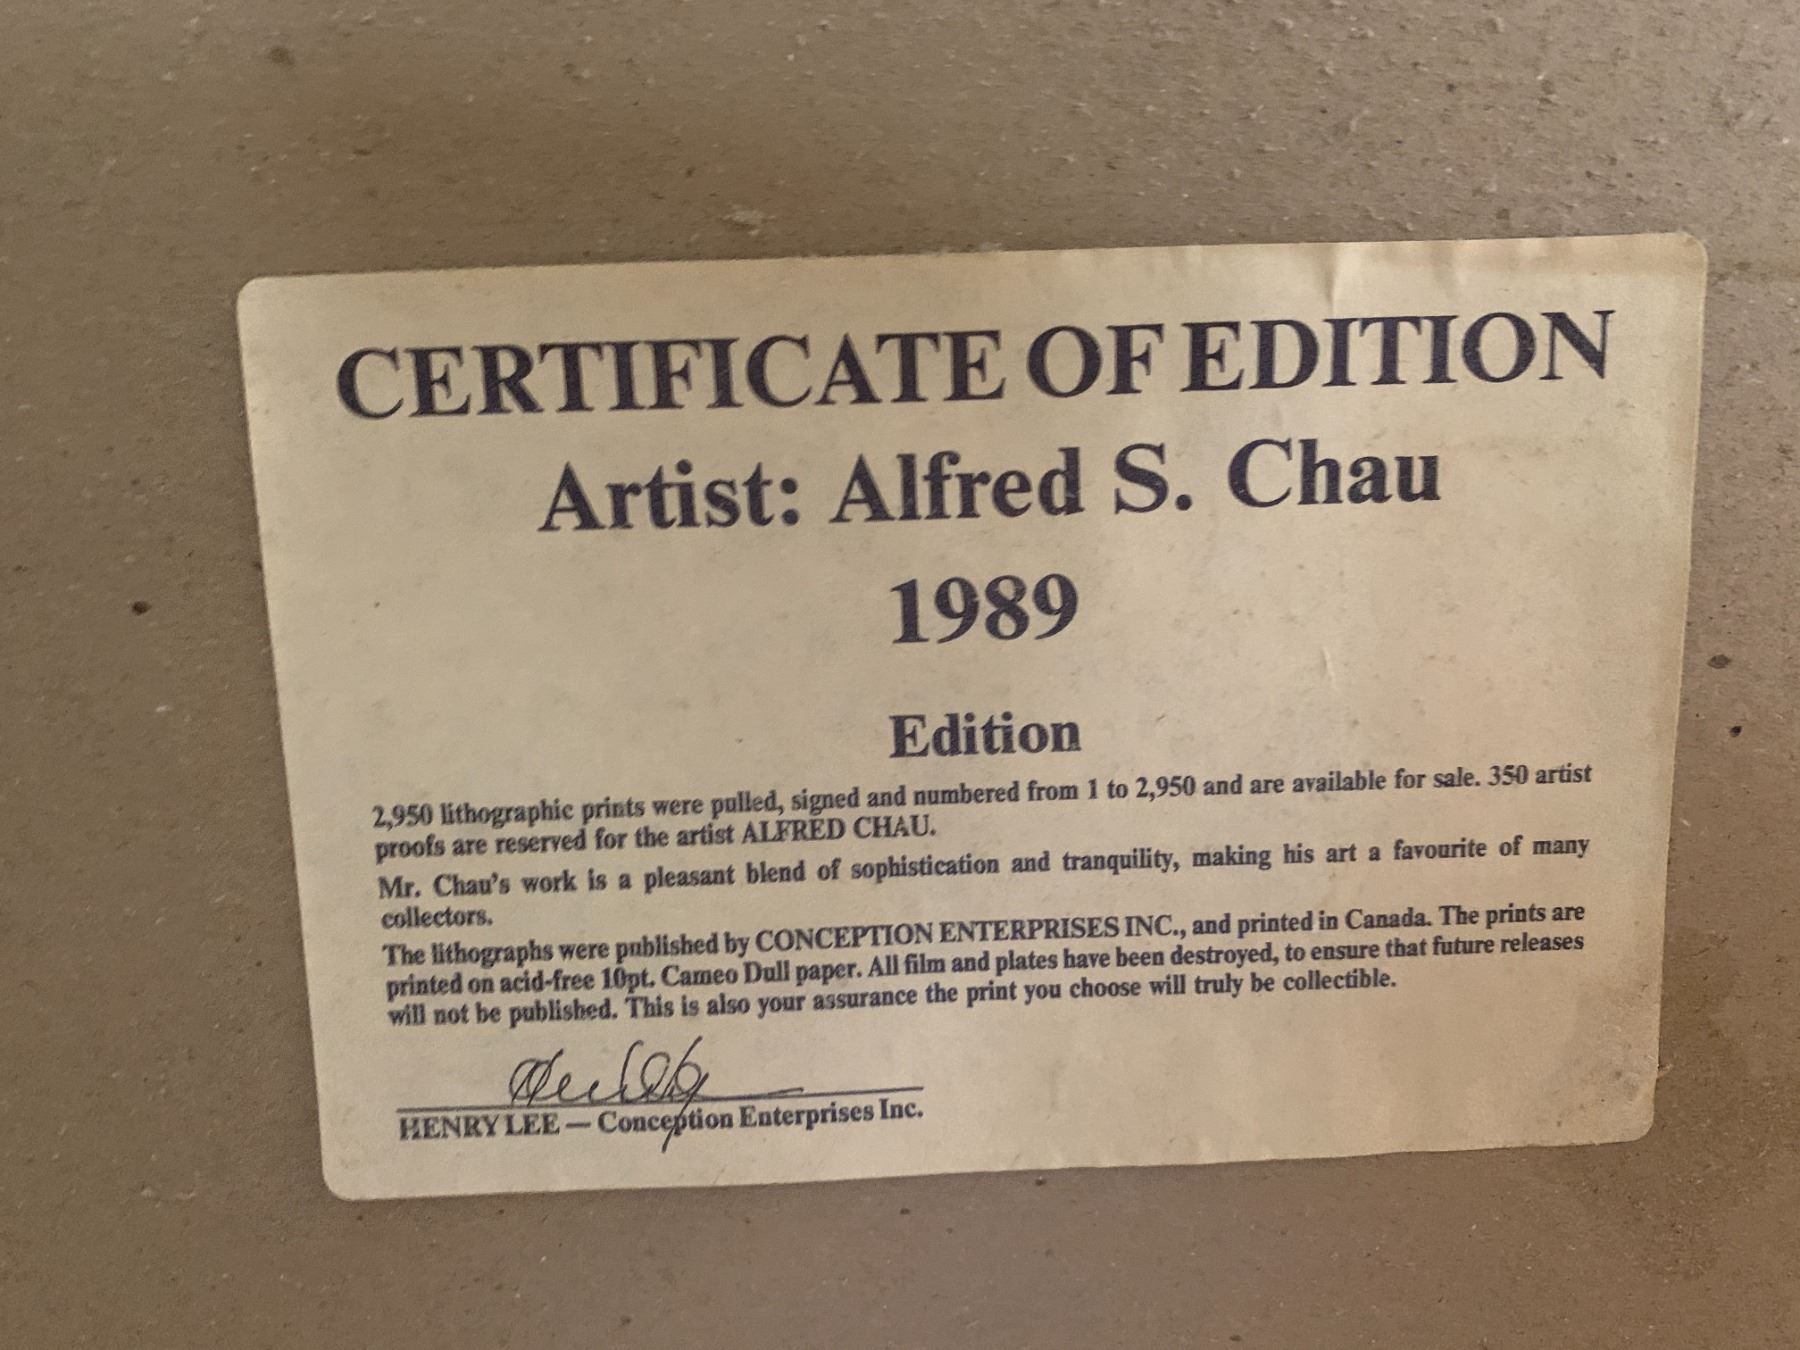 CERTIFICATE OF EDITION
Artist: Alfred S. Chau
1989
Edition
2,950 lithographic prints were pulled, signed and numbered from 1 to 2,950 and are available for sale. 350 artist
proofs are reserved for the artist ALFRED CHAU.
Mr. Chau's work is a pleasant blend of sophistication and tranquility, making his art a favourite of many
collectors.
The lithographs were published by CONCEPTION ENTERPRISES INC., and printed in Canada. The prints are
printed on acid-free 10pt. Cameo Dull paper. All film and plates have been destroyed, to ensure that future releases
will not be published. This is also your assurance the print you choose will truly be collectible.
HENRY LEE — Conception Enterprises Inc.